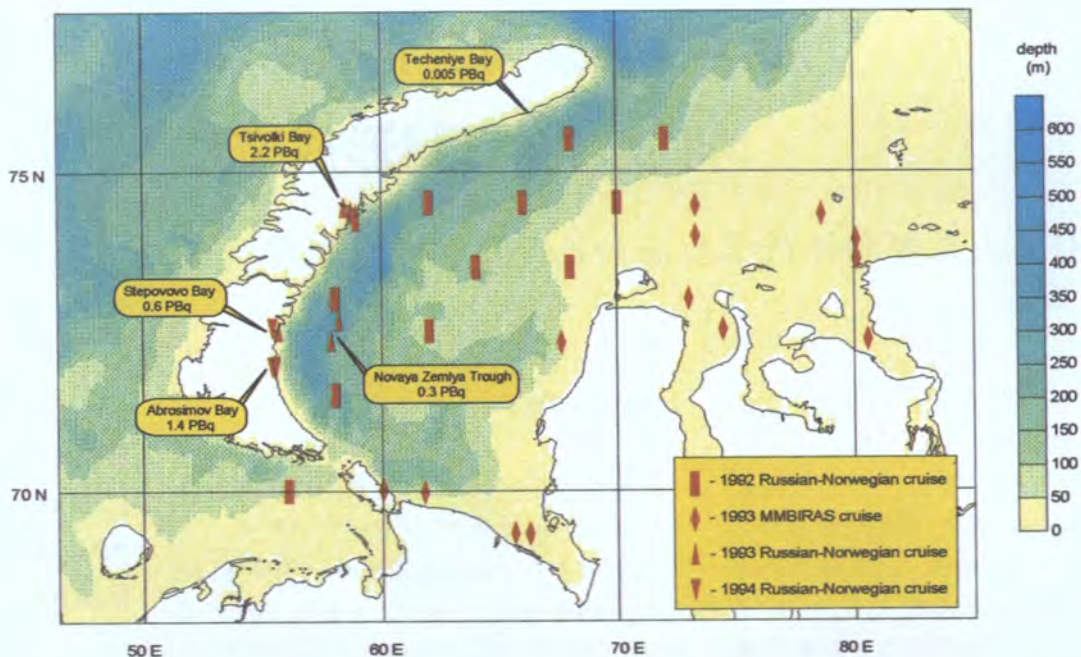 Techeniye Bay
0.005 PBq
depth
(m)
Tsivolki Bay
2.2 PBq
75 N
600
550
500
450
400
350
300
250
200
150
100
50
0
Stepovovo Bay
0.6 PBq
Novaya Zemlya Trough
0.3 PBq
Abrosimov Bay
1.4 PBq
70 N
- 1992 Russian-Norwegian cruise
- 1993 MMBIRAS cruise
- 1993 Russian-Norwegian cruise
- 1994 Russian-Norwegian cruise
50 E
60 E
70 E
80 E